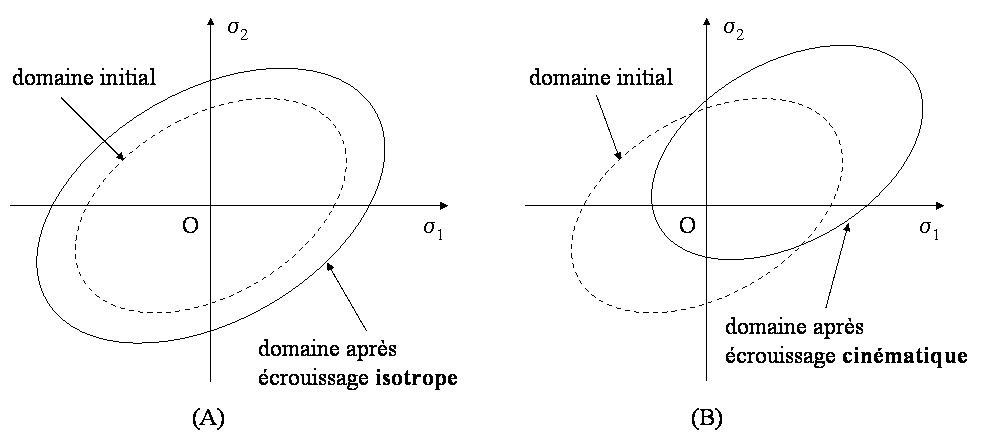 σ2
domaine initial
O
σ1
domaine après
écrouissage isotrope
(A)
σ2
domaine initial
O
σ1
domaine après
écrouissage cinématique
(B)